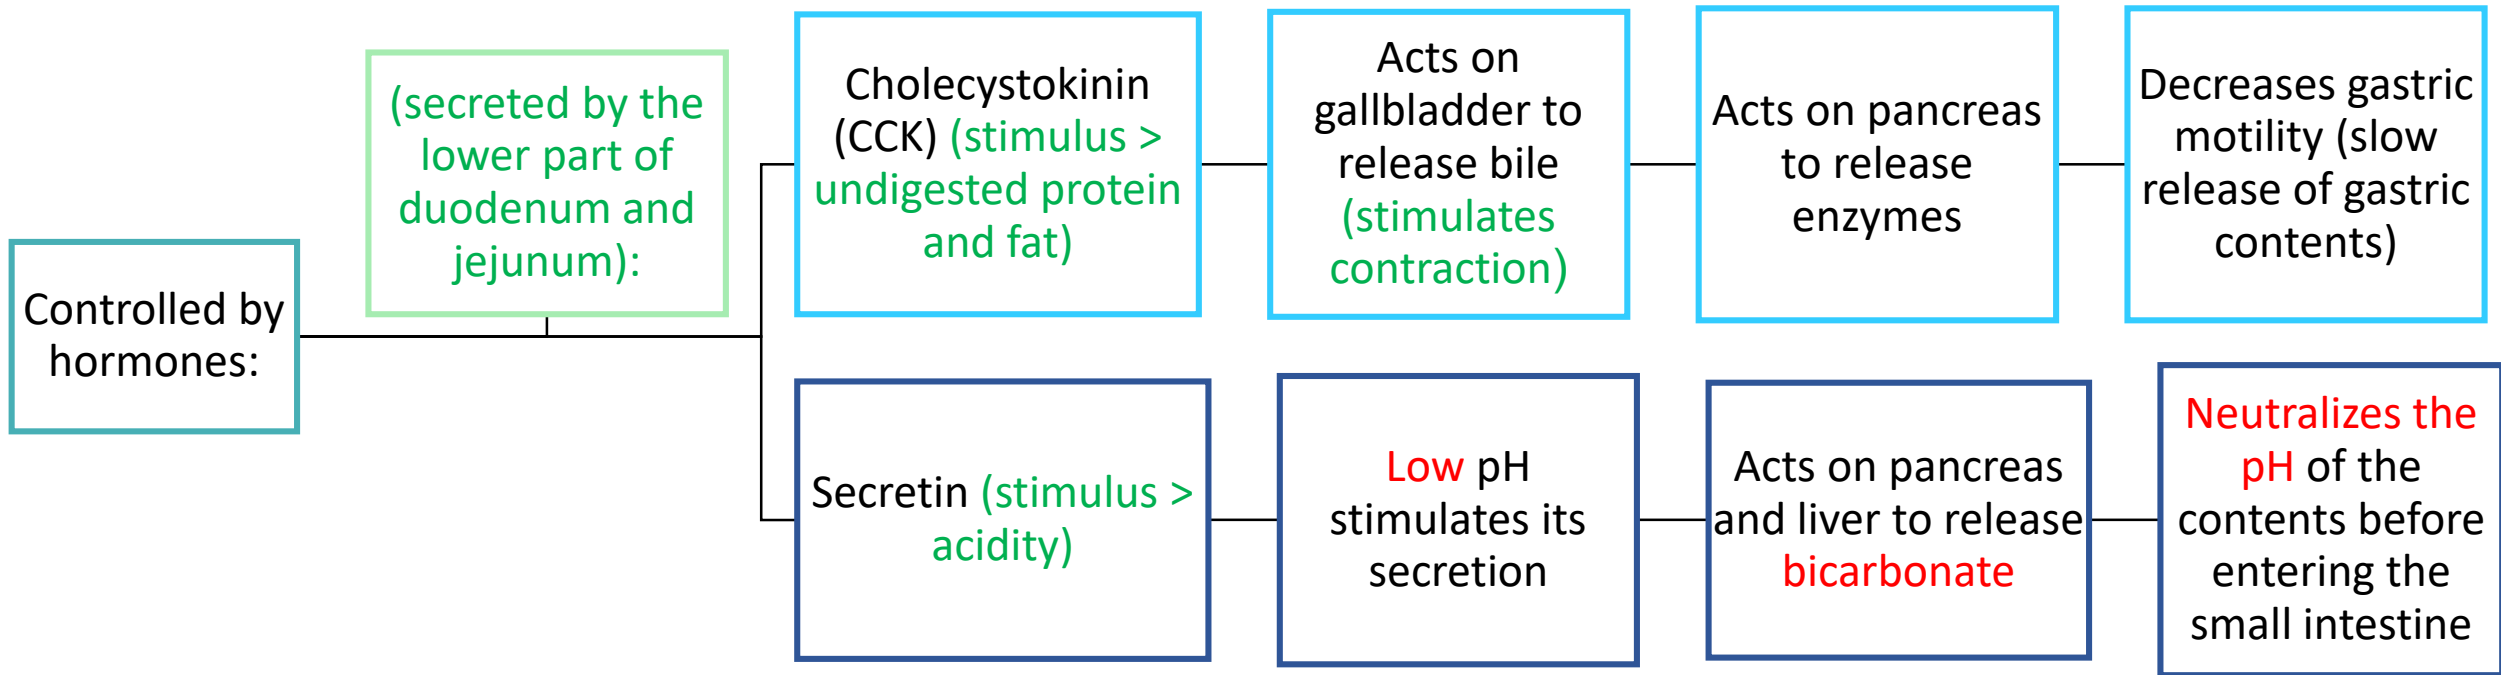 Controlled by
hormones:
(secreted by the
lower part of
duodenum and
jejunum):
Cholecystokinin
(CCK) (stimulus >
undigested protein
and fat)
Acts on
gallbladder to
release bile
(stimulates
contraction)
Acts on pancreas
to release
enzymes
Decreases gastric
motility (slow
release of gastric
contents)
Secretin (stimulus >
acidity)
Low pH
stimulates its
secretion
Acts on pancreas
and liver to release
bicarbonate
Neutralizes the
pH of the
contents before
entering the
small intestine